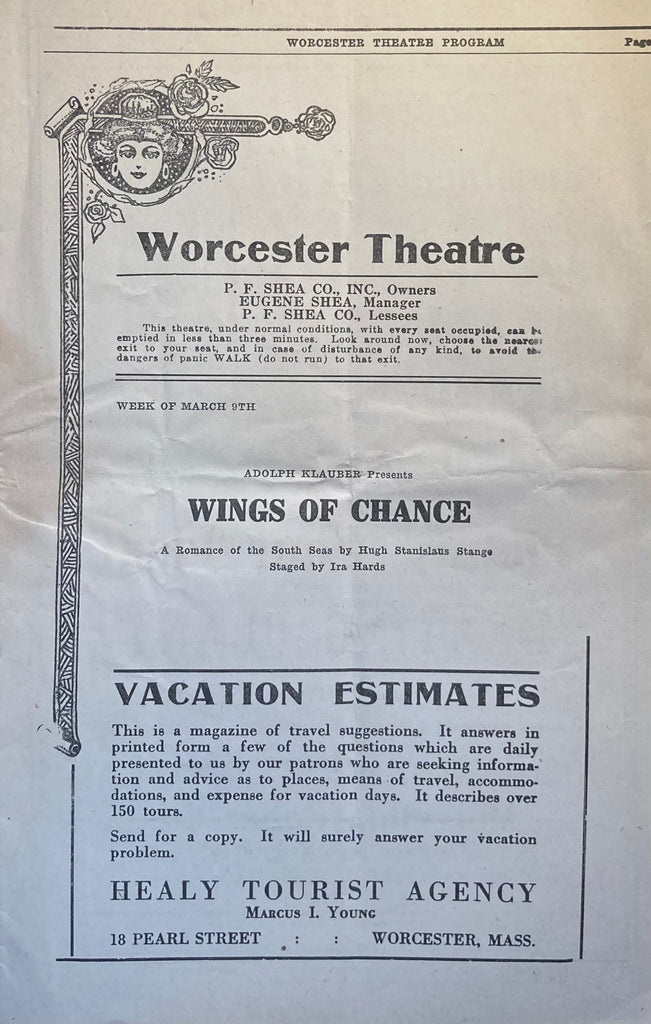 WORCESTER THEATRE PROGRAM Page
Worcester Theatre
P. F. SHEA CO., INC., Owners
EUGENE SHEA, Manager
P. F. SHEA CO., Lessees
This theatre, under normal conditions, with every seat occupied, can be
emptied in less than three minutes. Look around now, choose the nearest
exit to your seat, and in case of disturbance of any kind, to avoid the
dangers of panic WALK (do not run) to that exit.
WEEK OF MARCH 9TH
ADOLPH KLAUBER Presents
WINGS OF CHANCE
A Romance of the South Seas by Hugh Stanislaus Stange
Staged by Ira Hards
VACATION ESTIMATES
This is a magazine of travel suggestions. It answers in
printed form a few of the questions which are daily
presented to us by our patrons who are seeking informa-
tion and advice as to places, means of travel, accommo-
dations, and expense for vacation days. It describes over
150 tours.
Send for a copy. It will surely answer your vacation
problem.
HEALY TOURIST AGENCY
MARCUS I. YOUNG
18 PEARL STREET : : WORCESTER, MASS.